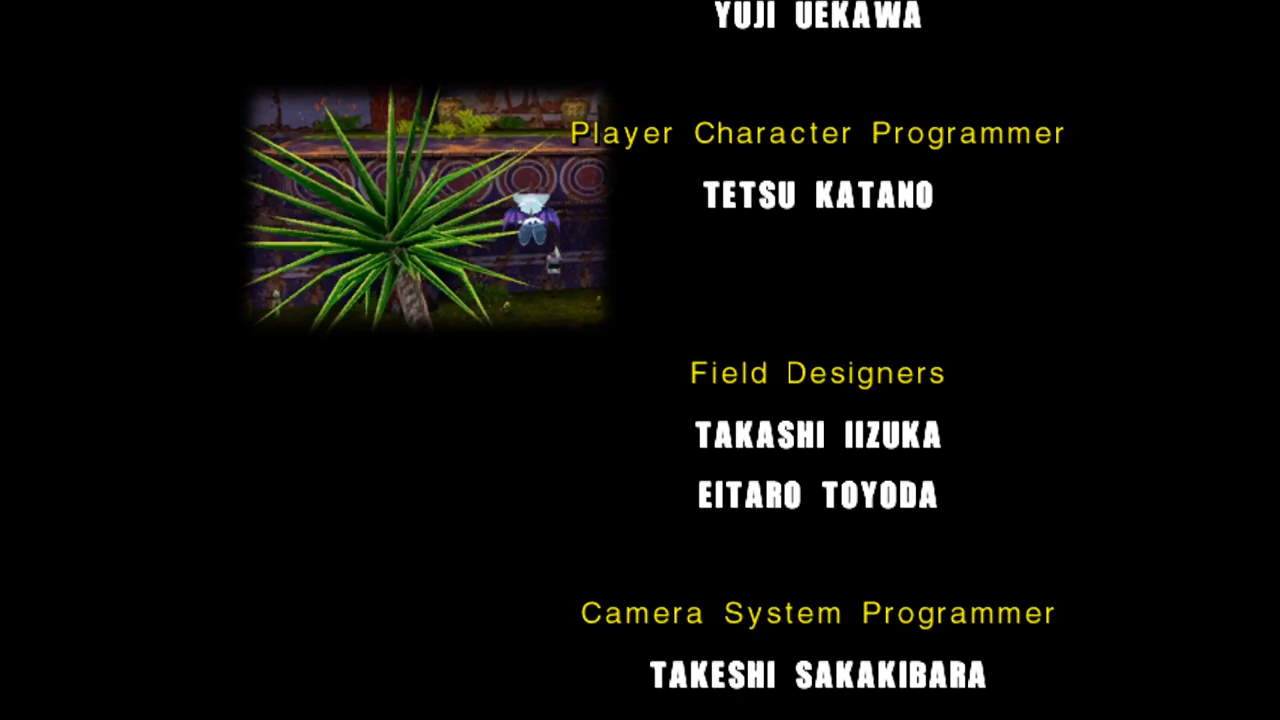 YUJI UEKAWA
Player Character Programmer
TETSU KATANO
Field Designers
TAKASHI IIZUKA
EITARO TOYODA
Camera System Programmer
TAKESHI SAKAKIBARA